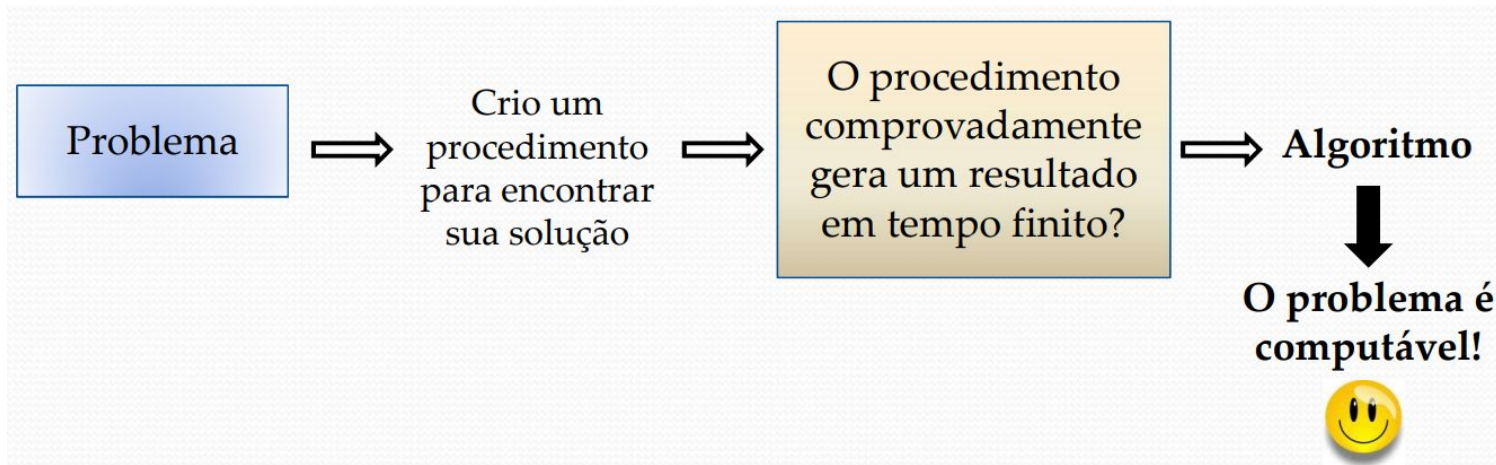 Problema
Crio um
procedimento
para encontrar
sua solução
O procedimento
comprovadamente
gera um resultado
em tempo finito?
Algoritmo
O problema é
computável!